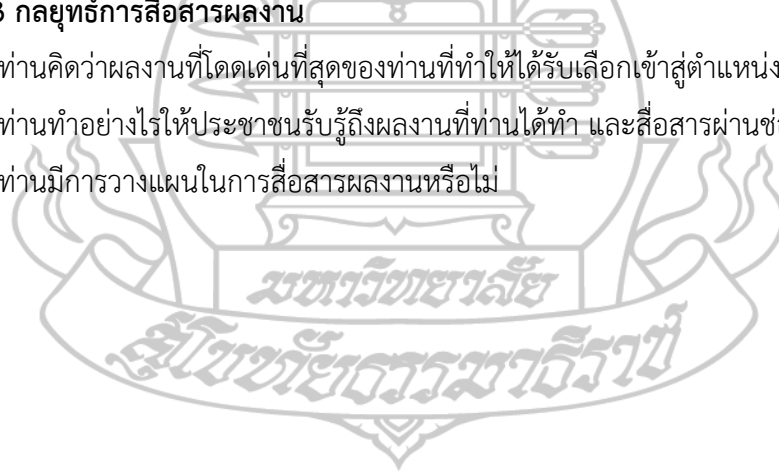 3 กลยุทธ์การสื่อสารผลงาน
ท่านคิดว่าผลงานที่โดดเด่นที่สุดของท่านที่ทำให้ได้รับเลือกเข้าสู่ตำแหน่ง
ท่านทำอย่างไรให้ประชาชนรับรู้ถึงผลงานที่ท่านได้ทำ และสื่อสารผ่านช่
ท่านมีการวางแผนในการสื่อสารผลงานหรือไม่
มหาวิทยาลัย
สุโขทัยธรรมาธิราช